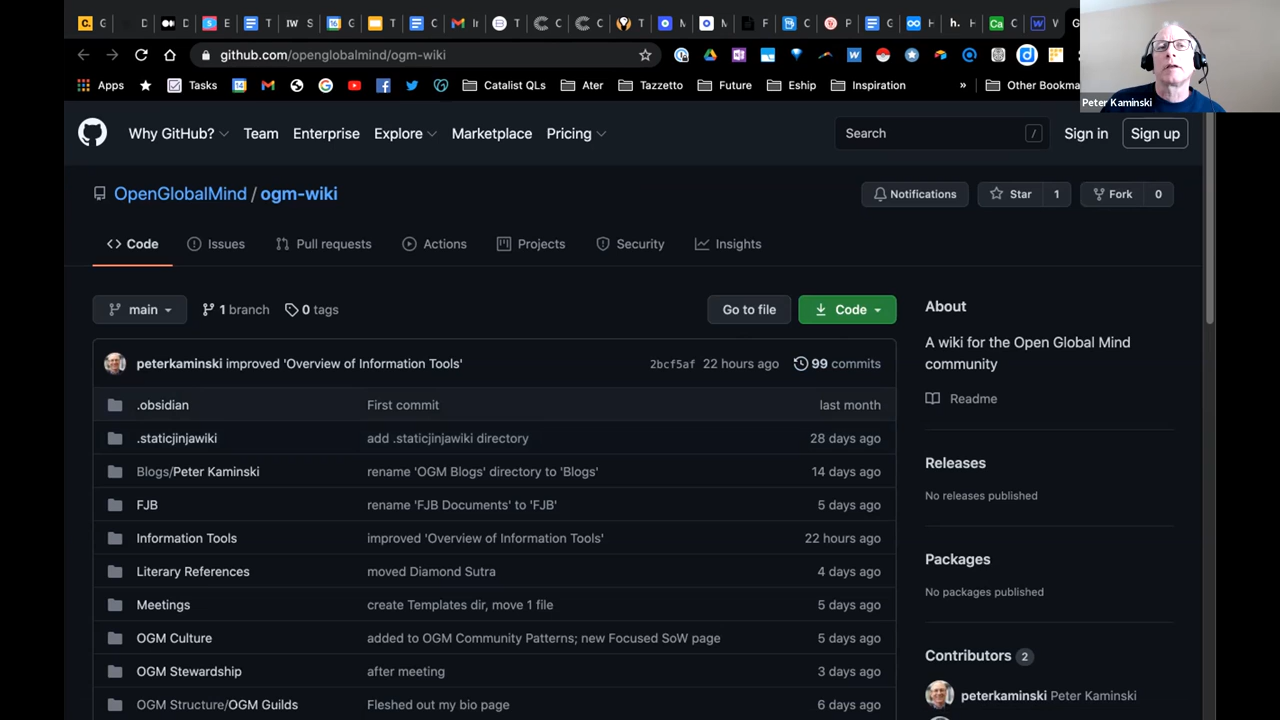 G
D
M
E
T
SW
G
T
C
Ir
T
C
C
T
M
M
F
C
P
G
H
h. H
Ca C
W
G
github.com/openglobalmind/ogm-wiki
Apps
Tasks
Catalist QLs
Ater
Tazzetto
Future
Eship
Inspiration
»
Other Bookma
Peter Kaminski
Why GitHub?
Team
Enterprise
Explore
Marketplace
Pricing
Search
/
Sign in
Sign up
OpenGlobalMind / ogm-wiki
Notifications
Star 1
Fork 0
Code
Issues
Pull requests
Actions
Projects
Security
Insights
main
1 branch
0 tags
Go to file
Code
peterkaminski improved 'Overview of Information Tools' 2bcf5af 22 hours ago 99 commits
.obsidian First commit last month
.staticjinjawiki add .staticjinjawiki directory 28 days ago
Blogs/Peter Kaminski rename 'OGM Blogs' directory to 'Blogs' 14 days ago
FJB rename 'FJB Documents' to 'FJB' 5 days ago
Information Tools improved 'Overview of Information Tools' 22 hours ago
Literary References moved Diamond Sutra 4 days ago
Meetings create Templates dir, move 1 file 5 days ago
OGM Culture added to OGM Community Patterns; new Focused SoW page 5 days ago
OGM Stewardship after meeting 3 days ago
OGM Structure/OGM Guilds Fleshed out my bio page 6 days ago
About
A wiki for the Open Global Mind
community
Readme
Releases
No releases published
Packages
No packages published
Contributors 2
peterkaminski Peter Kaminski